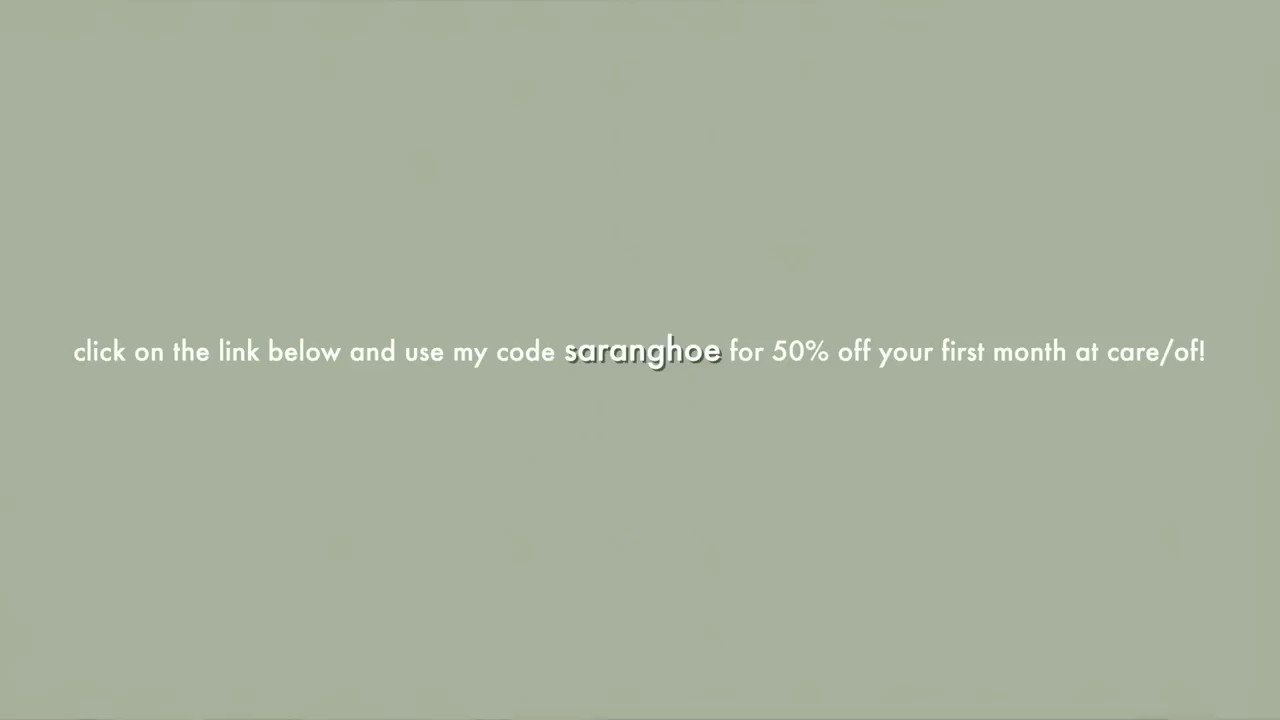 click on the link below and use my code saranghoe for 50% off your first month at care/of!